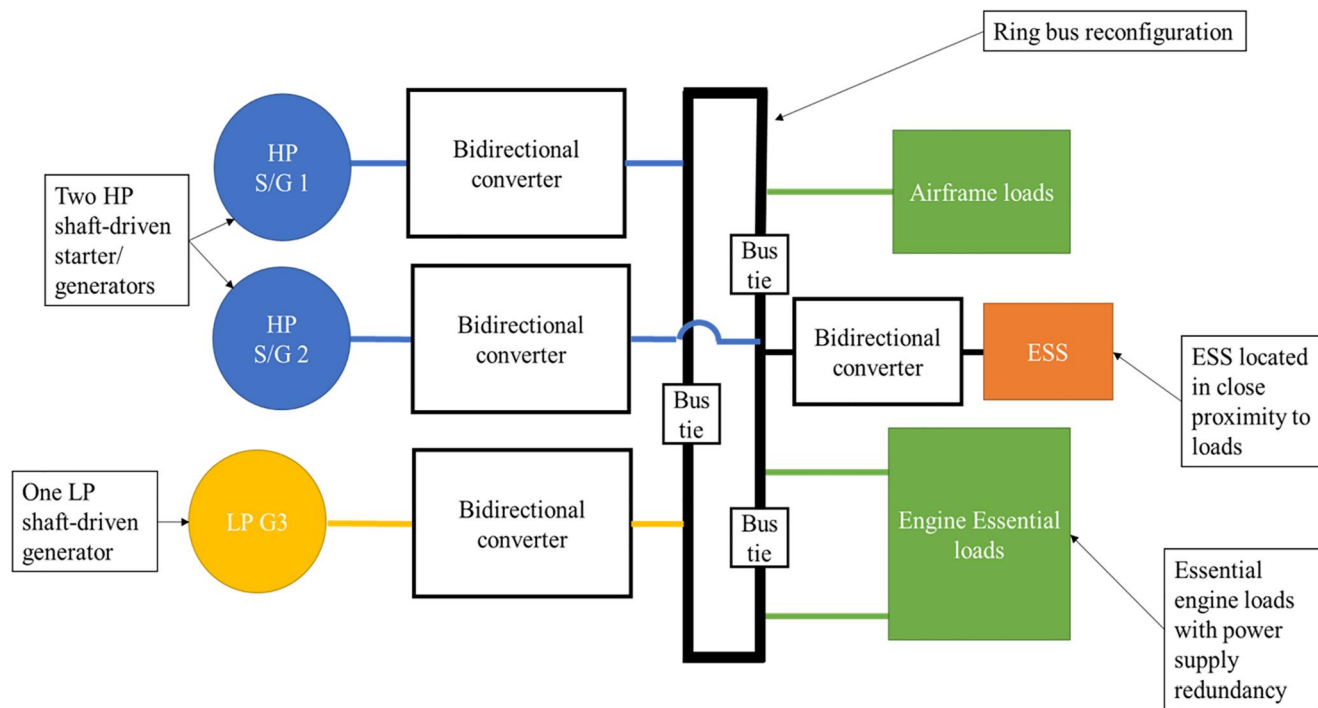 Ring bus reconfiguration
HP
S/G 1
Bidirectional
converter
Airframe loads
Two HP
shaft-driven
starter/
generators
Bus
tie
HP
S/G 2
Bidirectional
converter
Bidirectional
converter
ESS
ESS located
in close
proximity to
loads
Bus
tie
One LP
shaft-driven
generator
LP G3
Bidirectional
converter
Bus
tie
Engine Essential
loads
Essential
engine loads
with power
supply
redundancy